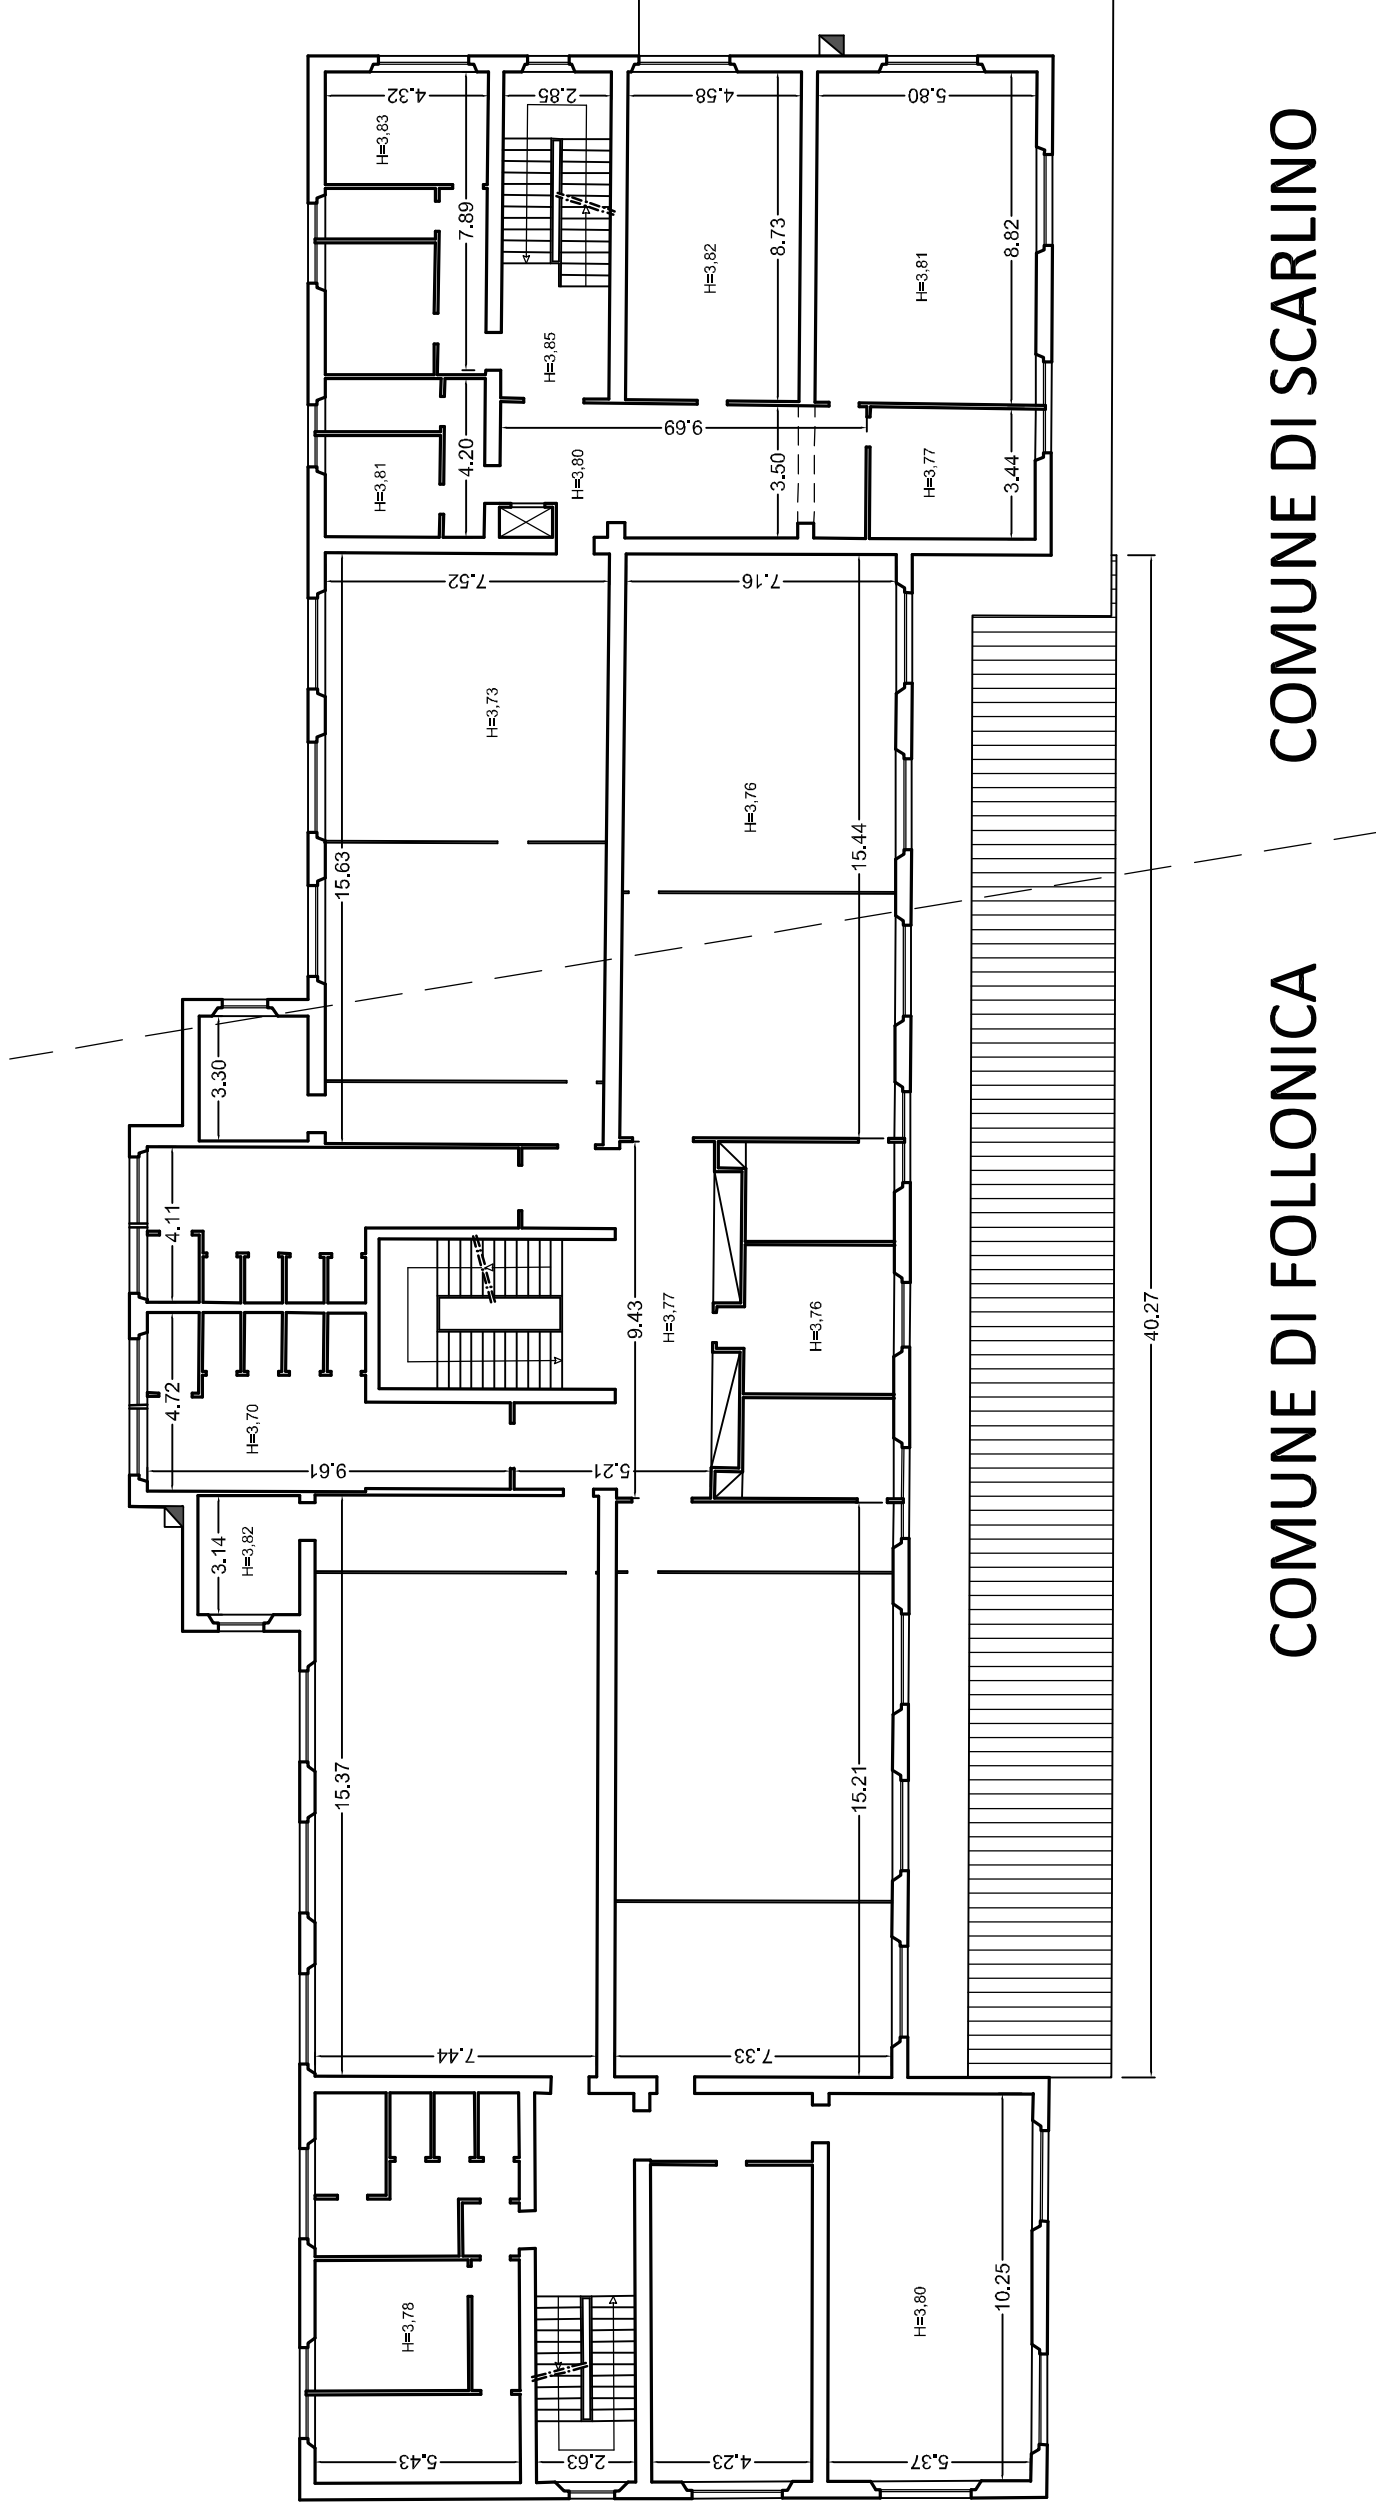 4.32
2.85
4.58
5.80
H=3,83
7.89
8.73
8.82
H=3,82
H=3,81
H=3,85
9.69
4.20
H=3,81
H=3,80
3.50
H=3,77
3.44
7.52
7.16
H=3,73
H=3,76
15.63
15.44
3.30
4.11
9.43
H=3,77
H=3,76
40.27
4.72
H=3,70
9.61
5.21
3.14
H=3,82
15.37
15.21
7.44
7.33
H=3,78
10.25
H=3,80
5.43
2.63
4.23
5.37
COMUNE DI SCARLINO
COMUNE DI FOLLONICA